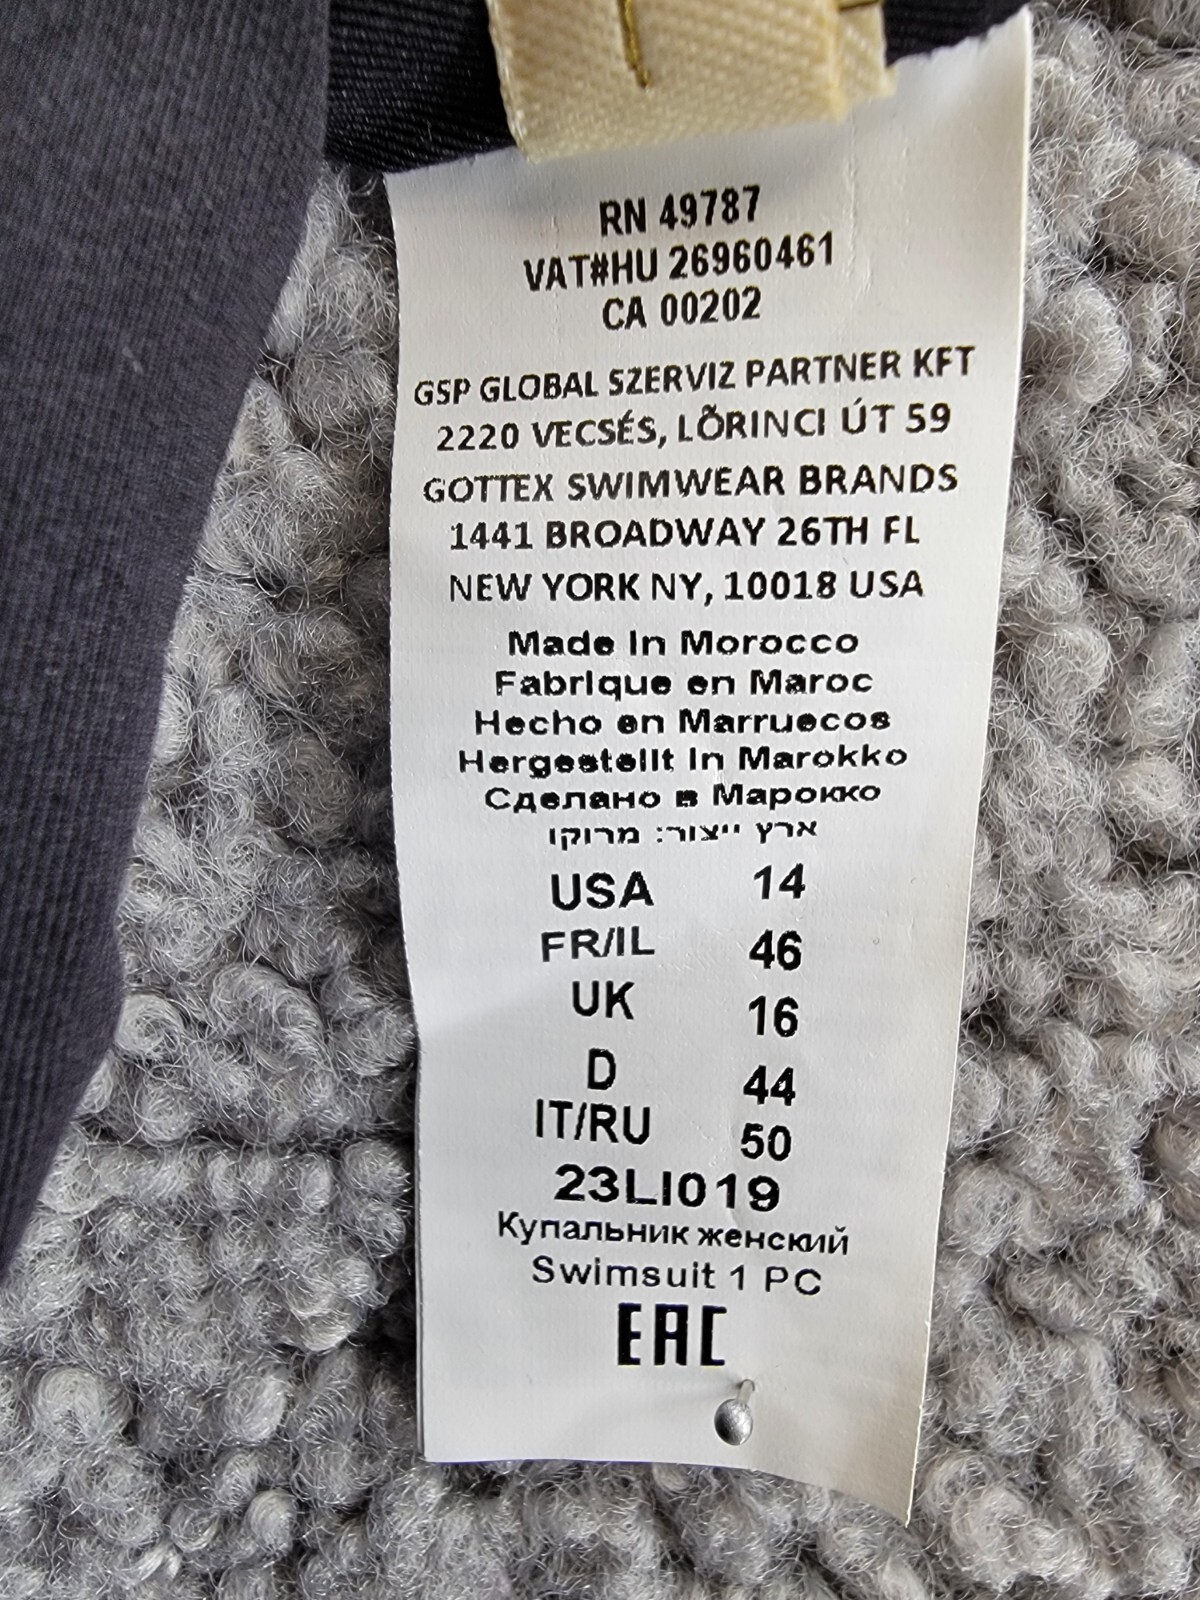 RN 49787
VAT#HU 26960461
CA 00202
GSP GLOBAL SZERVIZ PARTNER KFT
2220 VECSÉS, LÕRINCI ÚT 59
GOTTEX SWIMWEAR BRANDS
1441 BROADWAY 26TH FL
NEW YORK NY, 10018 USA
Made In Morocco
Fabrique en Maroc
Hecho en Marruecos
Hergestellt In Marokko
Сделано в Марокко
ארץ ייצור: מרוקו
USA 14
FR/IL 46
UK 16
D 44
IT/RU 50
23LI019
Купальник женский
Swimsuit 1 PC
EAC